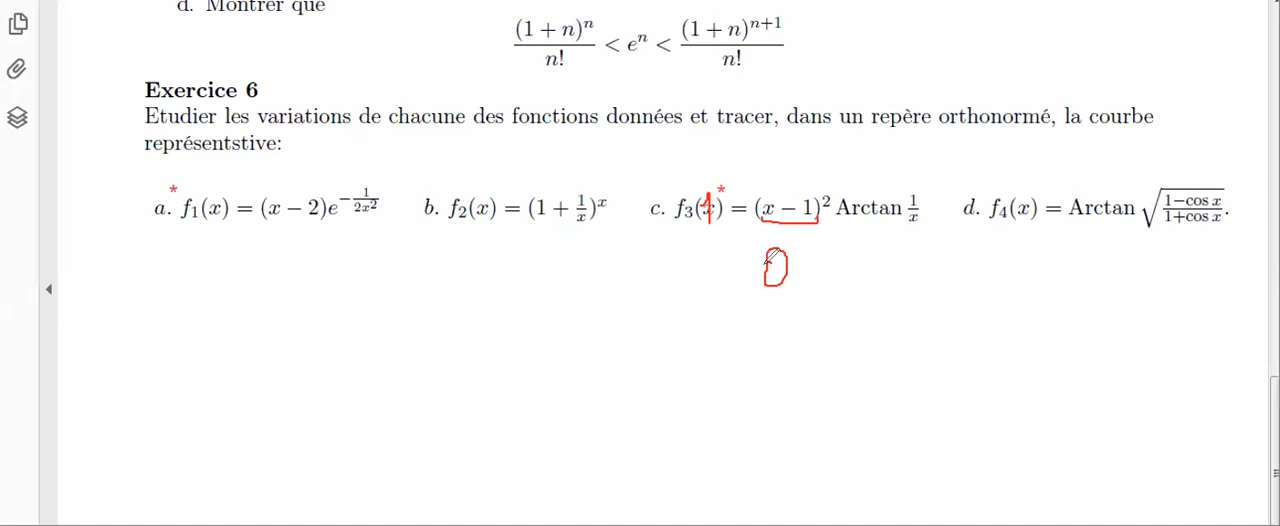 d. Montrer que
(1 + n)^n / n! < e^n < (1 + n)^{n+1} / n!
Exercice 6
Etudier les variations de chacune des fonctions données et tracer, dans un repère orthonormé, la courbe
représentstive:
a.* f₁(x) = (x − 2)e^{−1/(2x²)} b. f₂(x) = (1 + 1/x)^x c. f₃(1)* = (x − 1)² Arctan 1/x d. f₄(x) = Arctan √((1−cos x)/(1+cos x)).
0